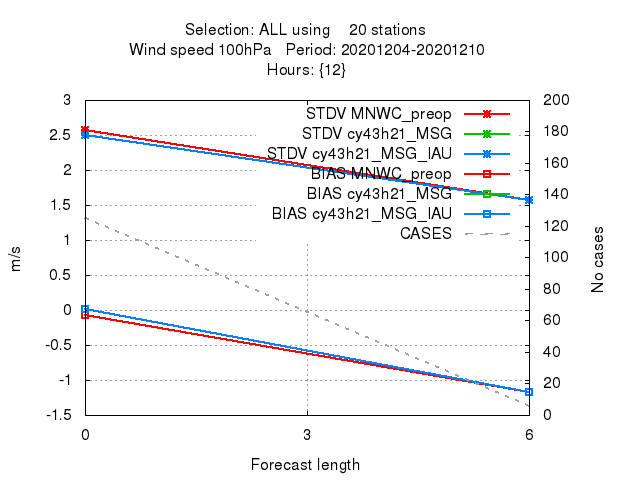 Selection: ALL using 20 stations
Wind speed 100hPa Period: 20201204-20201210
Hours: {12}
3
2.5
2
1.5
1
0.5
0
-0.5
-1
-1.5
200
180
160
140
120
100
80
60
40
20
0
STDV MNWC_preop
STDV cy43h21_MSG
STDV cy43h21_MSG_IAU
BIAS MNWC_preop
BIAS cy43h21_MSG
BIAS cy43h21_MSG_IAU
CASES
m/s
No cases
0
3
6
Forecast length